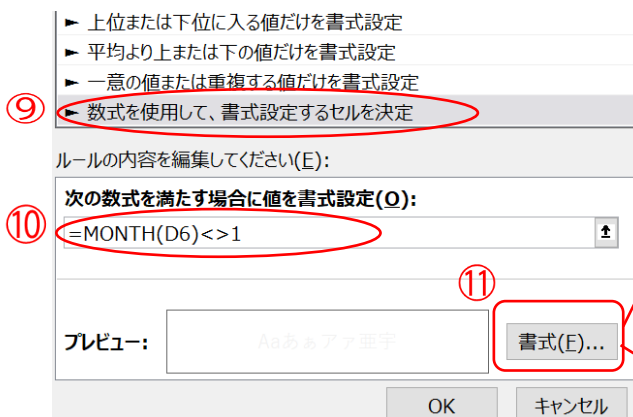 ► 上位または下位に入る値だけを書式設定
► 平均より上または下の値だけを書式設定
► 一意の値または重複する値だけを書式設定
⑨ ► 数式を使用して、書式設定するセルを決定
ルールの内容を編集してください(E):
次の数式を満たす場合に値を書式設定(O):
⑩ =MONTH(D6)<>1
⑪
プレビュー: Aaあぁアァ亜宇 書式(F)...
OK キャンセル